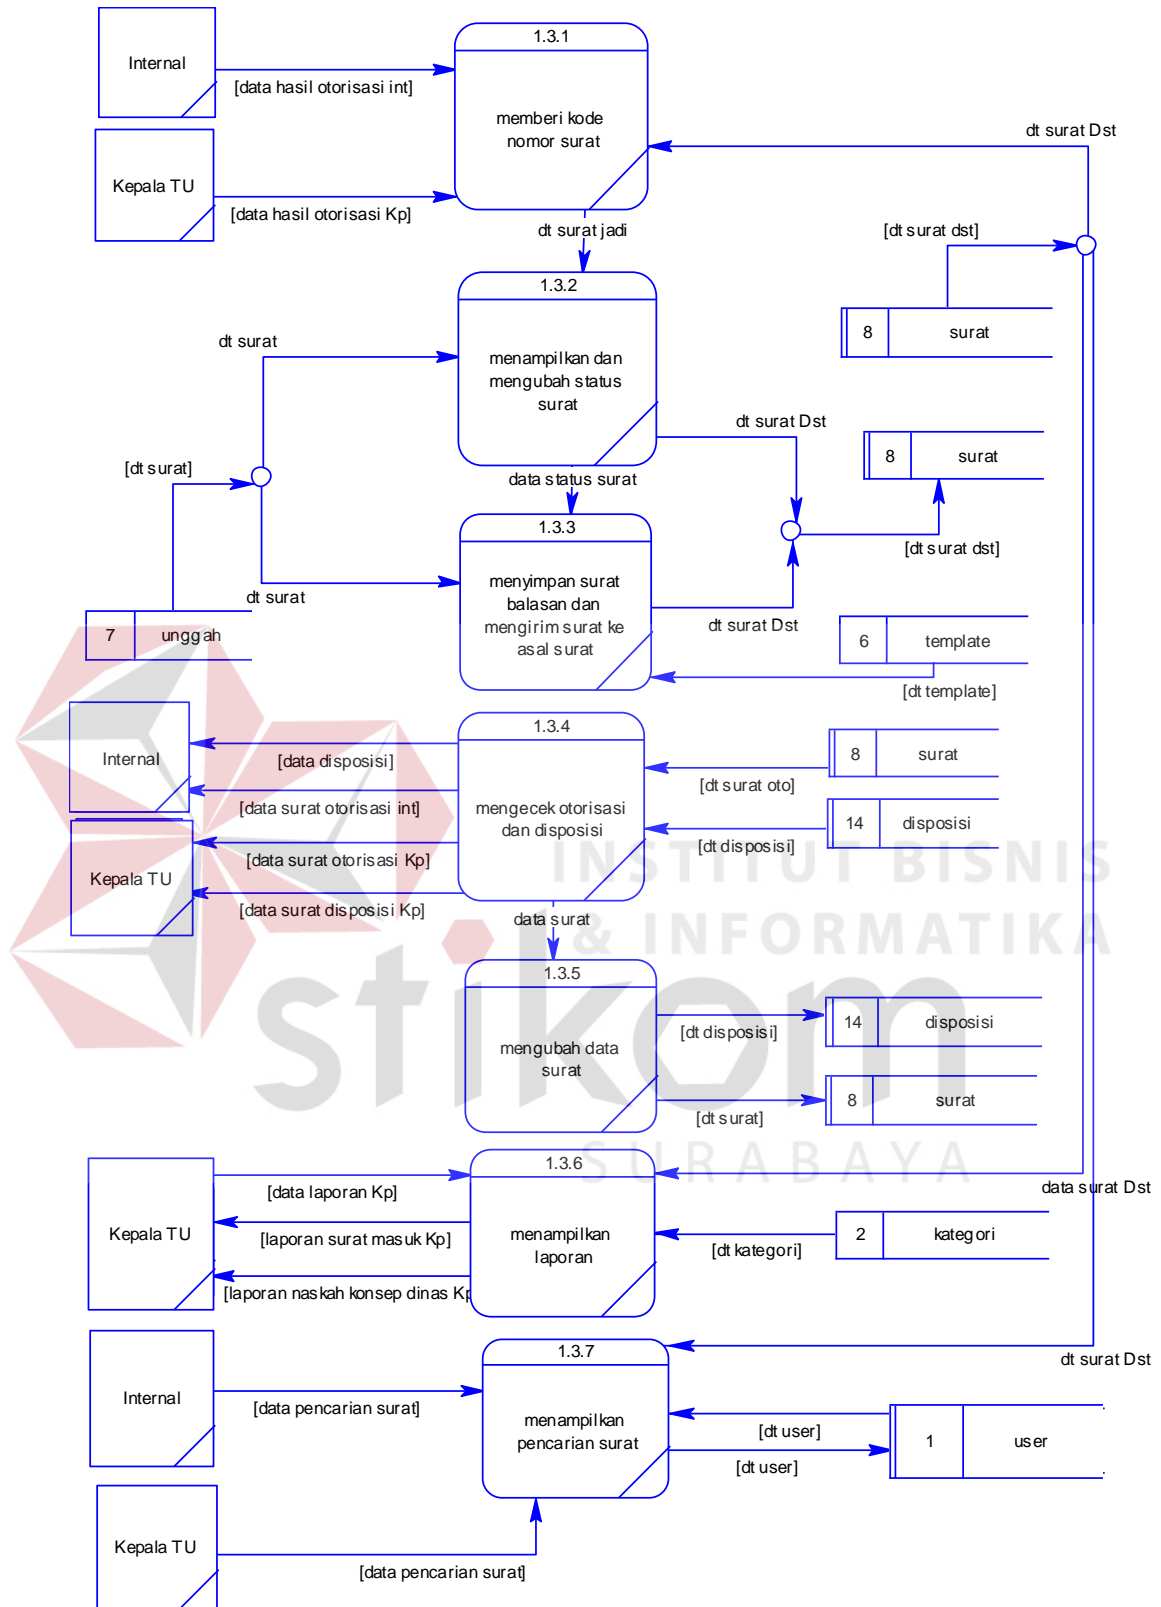 1.3.1
Internal
[data hasil otorisasi int]
memberi kode
nomor surat
dt surat Dst
Kepala TU
[data hasil otorisasi Kp]
dt surat jadi
[dt surat dst]
1.3.2
8 surat
dt surat
menampilkan dan
mengubah status
surat
dt surat Dst
8 surat
[dt surat]
data status surat
1.3.3
[dt surat dst]
menyimpan surat
balasan dan
mengirim surat ke
asal surat
dt surat
dt surat Dst
7 unggah
6 template
[dt template]
1.3.4
Internal
[data disposisi]
8 surat
[dt surat oto]
[data surat otorisasi int]
mengecek otorisasi
dan disposisi
14 disposisi
[dt disposisi]
[data surat otorisasi Kp]
Kepala TU
[data surat disposisi Kp]
data surat
INSTITUT BISNIS
& INFORMATIKA
stikom
SURABAYA
1.3.5
14 disposisi
[dt disposisi]
mengubah data
surat
8 surat
[dt surat]
1.3.6
data surat Dst
[data laporan Kp]
Kepala TU
[laporan surat masuk Kp]
menampilkan
laporan
2 kategori
[dt kategori]
[laporan naskah konsep dinas Kp
1.3.7
dt surat Dst
Internal
[data pencarian surat]
menampilkan
pencarian surat
[dt user]
1 user
[dt user]
Kepala TU
[data pencarian surat]